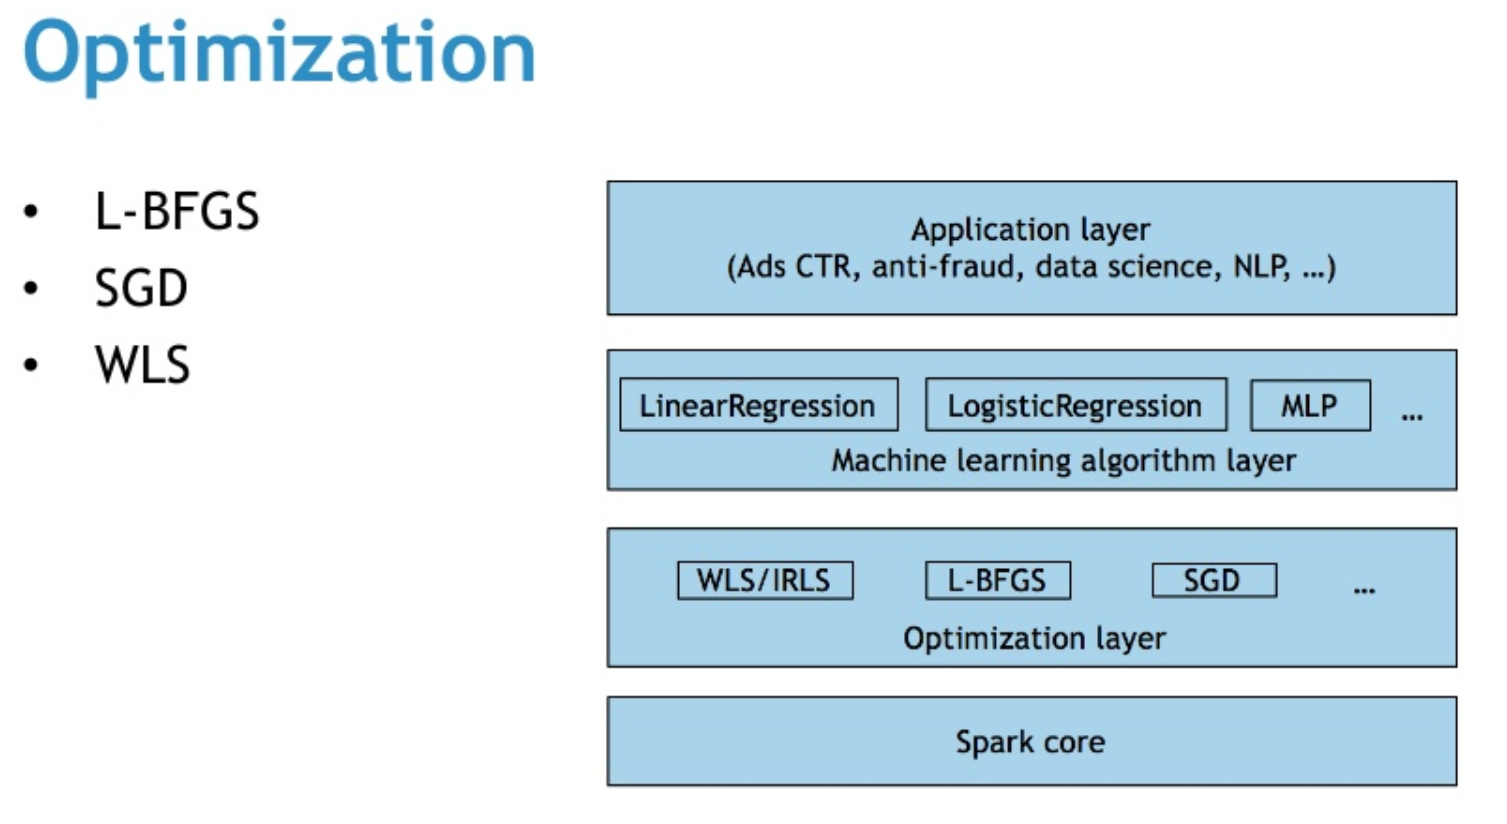 Optimization
• L-BFGS
• SGD
• WLS
Application layer
(Ads CTR, anti-fraud, data science, NLP, ...)
LinearRegression LogisticRegression MLP ...
Machine learning algorithm layer
WLS/IRLS L-BFGS SGD ...
Optimization layer
Spark core